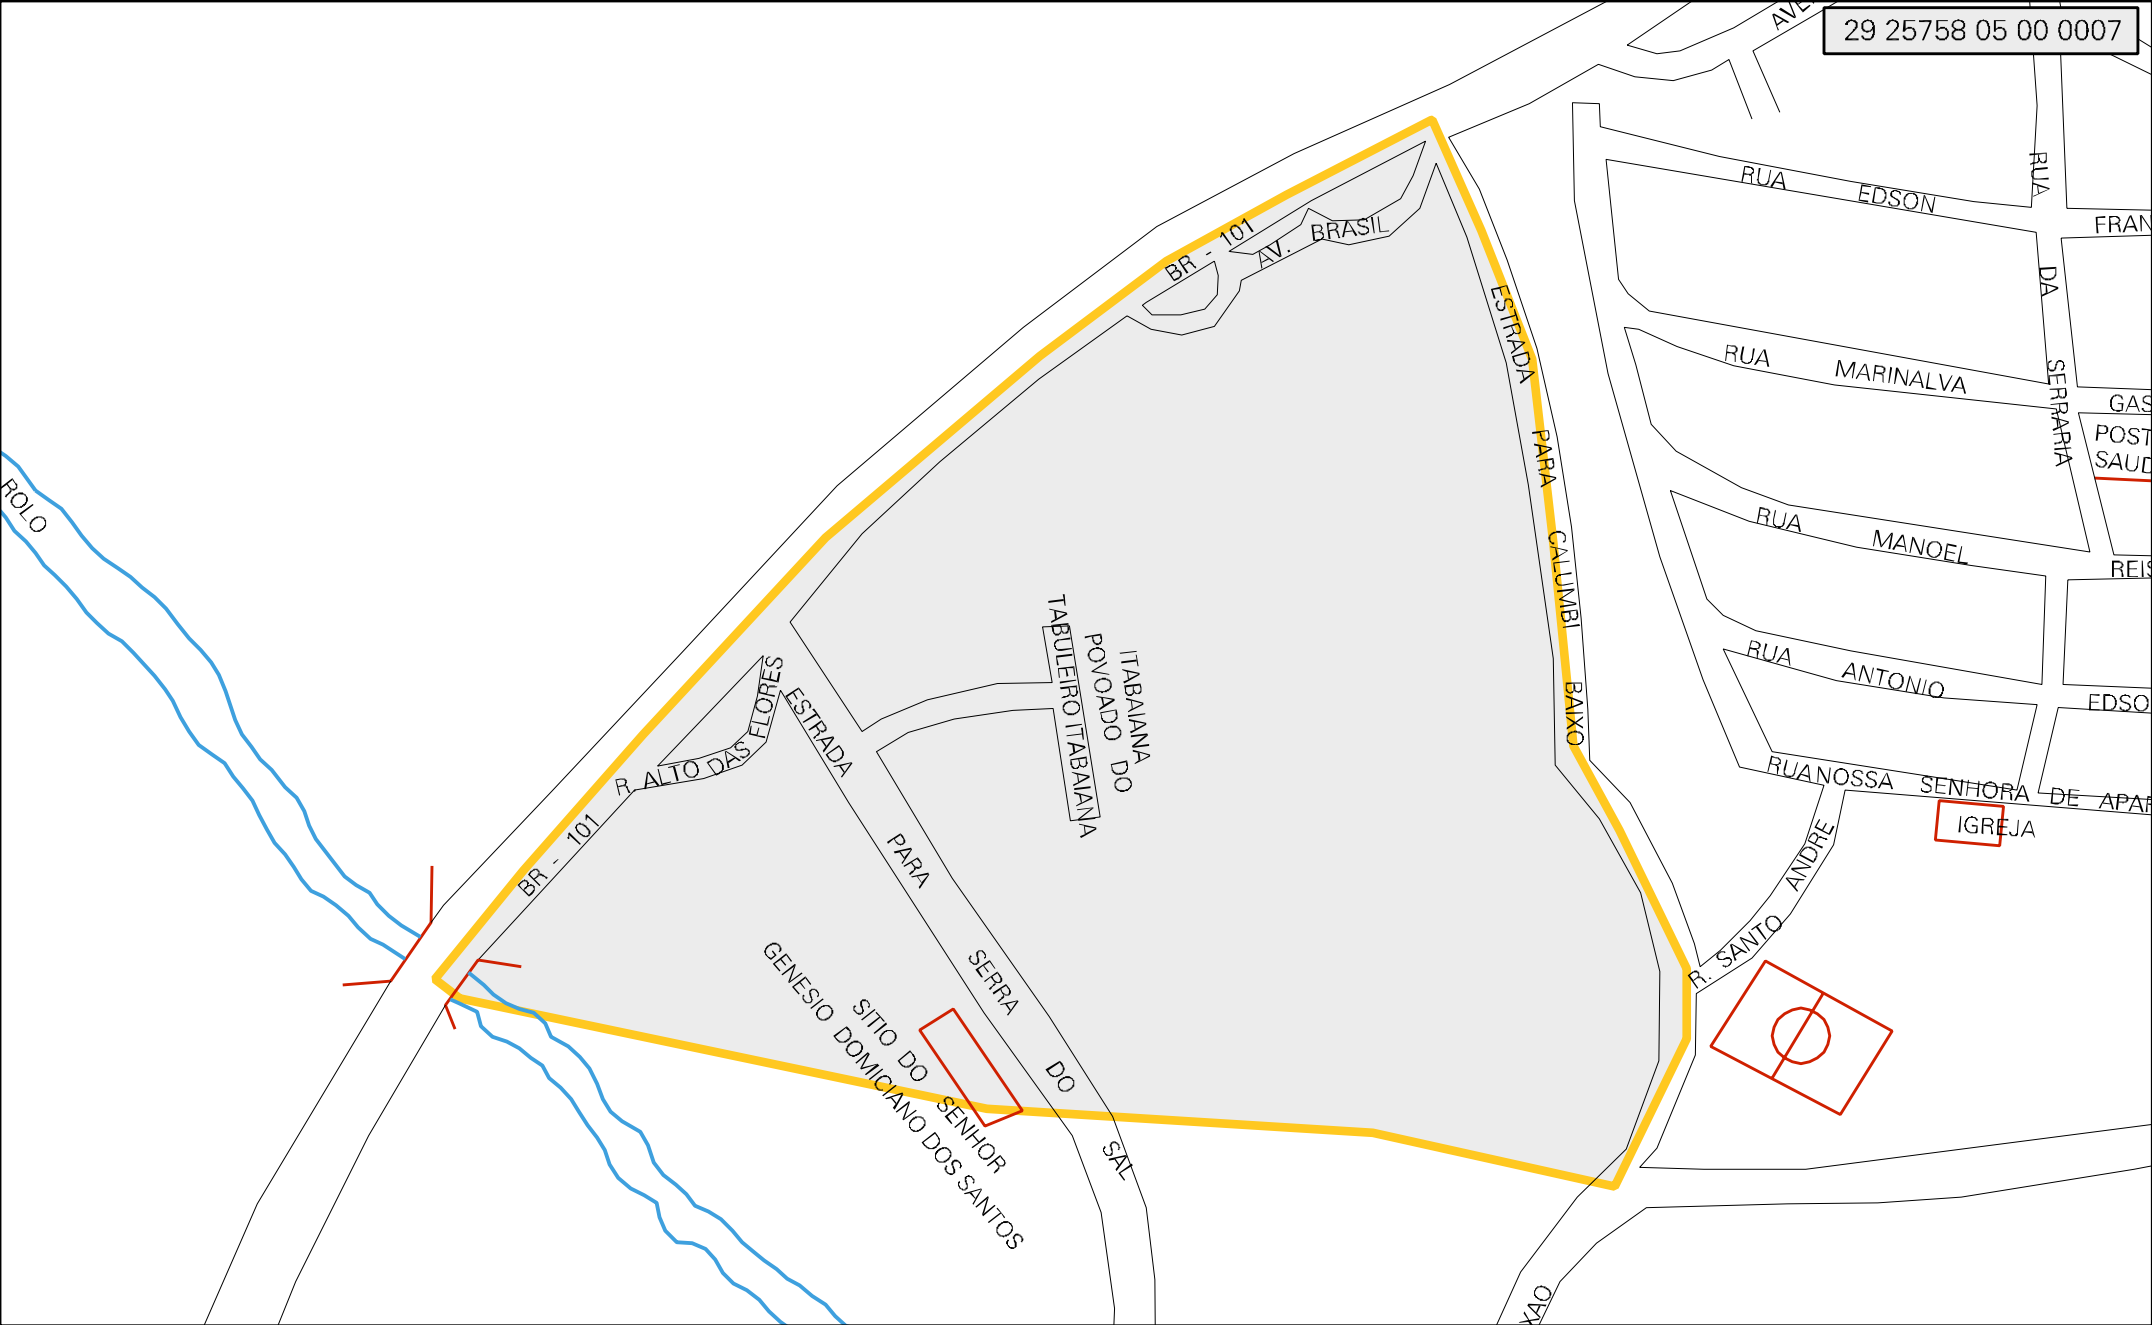 29 25758 05 00 0007
RUA EDSON
RUA DA SERRARIA
FRAN
BR - 101
AV. BRASIL
ESTRADA PARA CALUMBI BAIXO
RUA MARINALVA
GAS
POST
SAUD
ROLO
RUA MANOEL
REIS
TABULEIRO ITABAIANA
POVOADO DO
ITABAIANA
RUA ANTONIO
EDSO
R. ALTO DAS FLORES
ESTRADA PARA SERRA DO SAL
RUA NOSSA SENHORA DE APAR
IGREJA
BR - 101
R. SANTO ANDRE
SITIO DO SENHOR
GENESIO DOMICIANO DOS SANTOS
XAO